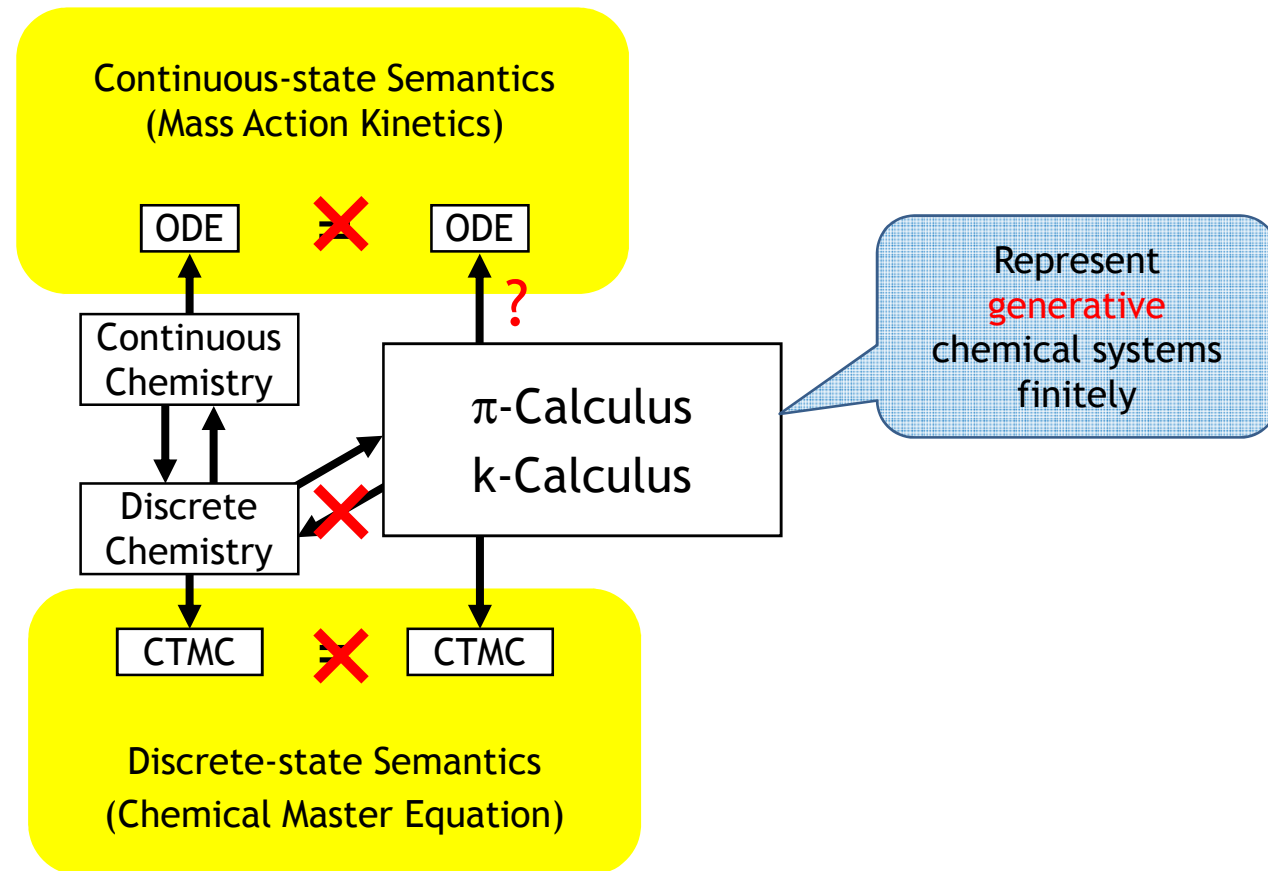 Continuous-state Semantics
(Mass Action Kinetics)
ODE
ODE
?
Continuous
Chemistry
π-Calculus
k-Calculus
Represent
generative
chemical systems
finitely
Discrete
Chemistry
CTMC
CTMC
Discrete-state Semantics
(Chemical Master Equation)